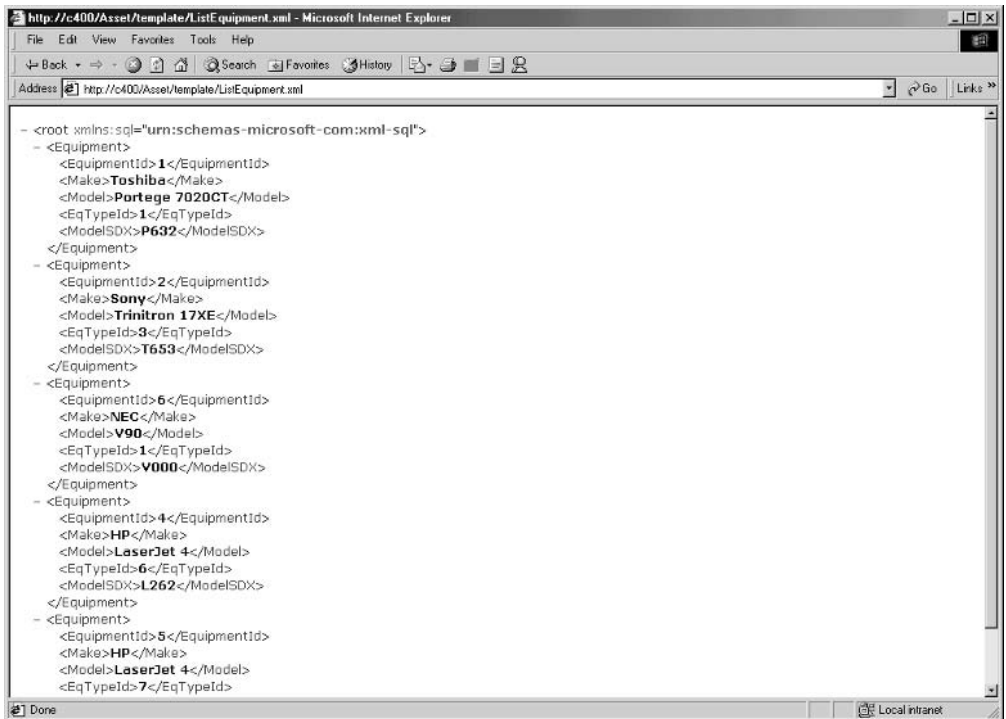 http://c400/Asset/template/ListEquipment.xml - Microsoft Internet Explorer
File Edit View Favorites Tools Help
Back Search Favorites History
Address http://c400/Asset/template/ListEquipment.xml Go Links »
- <root xmlns:sql="urn:schemas-microsoft-com:xml-sql">
- <Equipment>
<EquipmentId>1</EquipmentId>
<Make>Toshiba</Make>
<Model>Portege 7020CT</Model>
<EqTypeId>1</EqTypeId>
<ModelSDX>P632</ModelSDX>
</Equipment>
- <Equipment>
<EquipmentId>2</EquipmentId>
<Make>Sony</Make>
<Model>Trinitron 17XE</Model>
<EqTypeId>3</EqTypeId>
<ModelSDX>T653</ModelSDX>
</Equipment>
- <Equipment>
<EquipmentId>6</EquipmentId>
<Make>NEC</Make>
<Model>V90</Model>
<EqTypeId>1</EqTypeId>
<ModelSDX>V000</ModelSDX>
</Equipment>
- <Equipment>
<EquipmentId>4</EquipmentId>
<Make>HP</Make>
<Model>LaserJet 4</Model>
<EqTypeId>6</EqTypeId>
<ModelSDX>L262</ModelSDX>
</Equipment>
- <Equipment>
<EquipmentId>5</EquipmentId>
<Make>HP</Make>
<Model>LaserJet 4</Model>
<EqTypeId>7</EqTypeId>
Done Local intranet